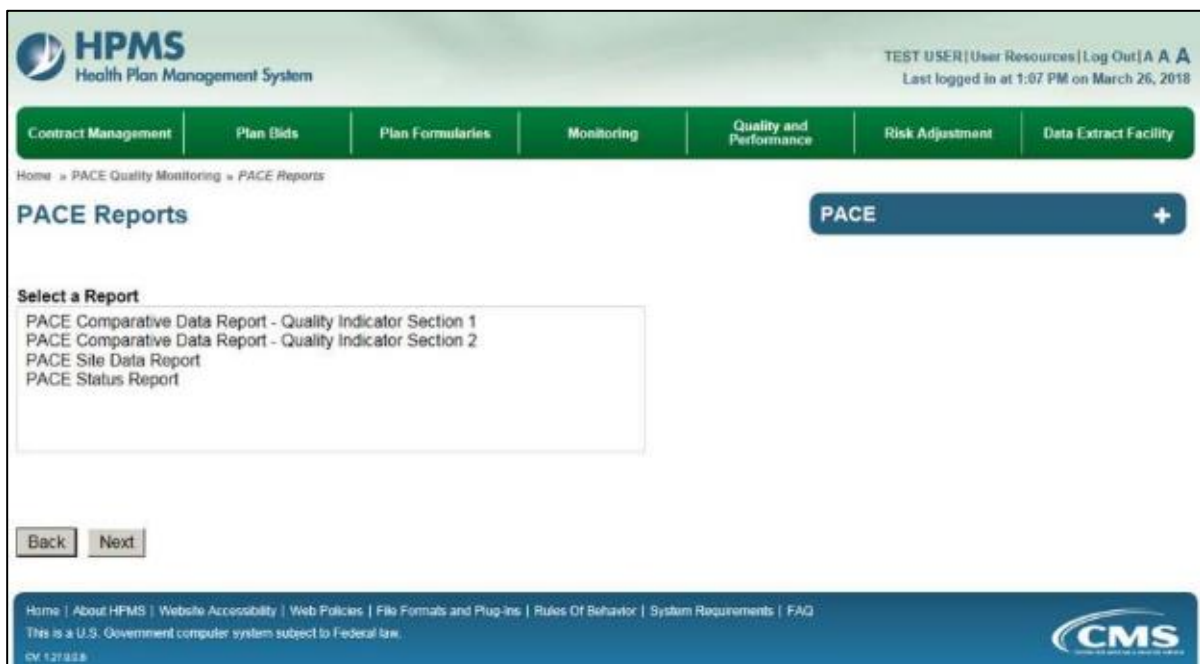 HPMS
Health Plan Management System
TEST USER|User Resources|Log Out|A A A
Last logged in at 1:07 PM on March 26, 2018
Contract Management
Plan Bids
Plan Formularies
Monitoring
Quality and
Performance
Risk Adjustment
Data Extract Facility
Home » PACE Quality Monitoring » PACE Reports
PACE Reports
PACE +
Select a Report
PACE Comparative Data Report - Quality Indicator Section 1
PACE Comparative Data Report - Quality Indicator Section 2
PACE Site Data Report
PACE Status Report
Back Next
Home | About HPMS | Website Accessibility | Web Policies | File Formats and Plug-Ins | Rules Of Behavior | System Requirements | FAQ
This is a U.S. Government computer system subject to Federal law.
CMS